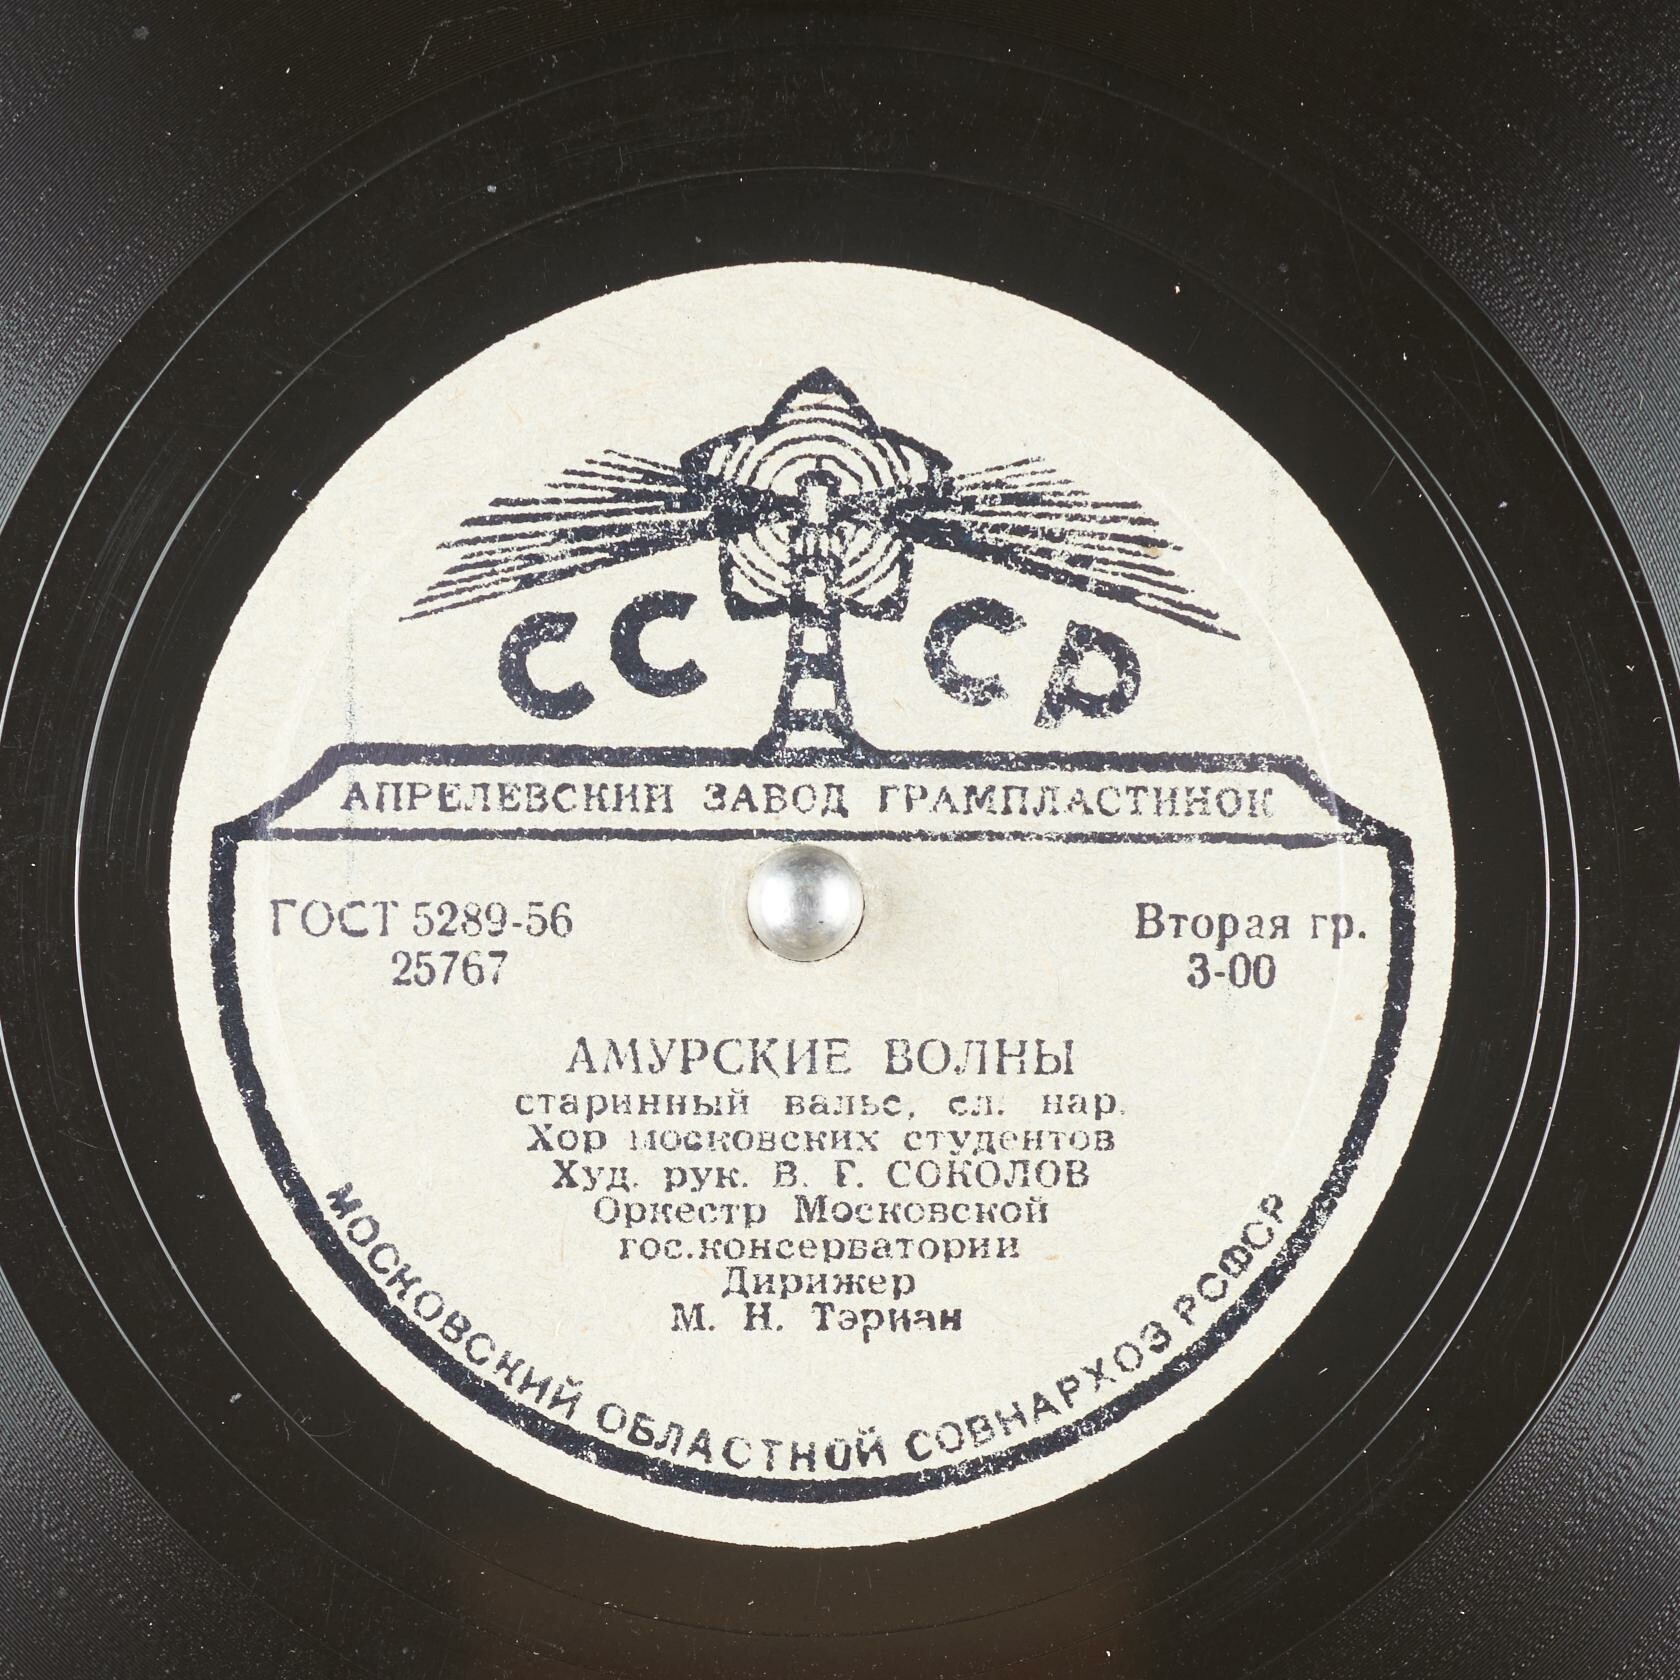 СССР
АПРЕЛЕВСКИЙ ЗАВОД ГРАМПЛАСТИНОК
ГОСТ 5289-56
25767
Вторая гр.
3-00
АМУРСКИЕ ВОЛНЫ
старинный вальс, сл. нар.
Хор московских студентов
Худ. рук. В. Г. СОКОЛОВ
Оркестр Московской
гос.консерватории
Дирижер
М. Н. Тэриан
МОСКОВСКИЙ ОБЛАСТНОЙ СОВНАРХОЗ РСФСР